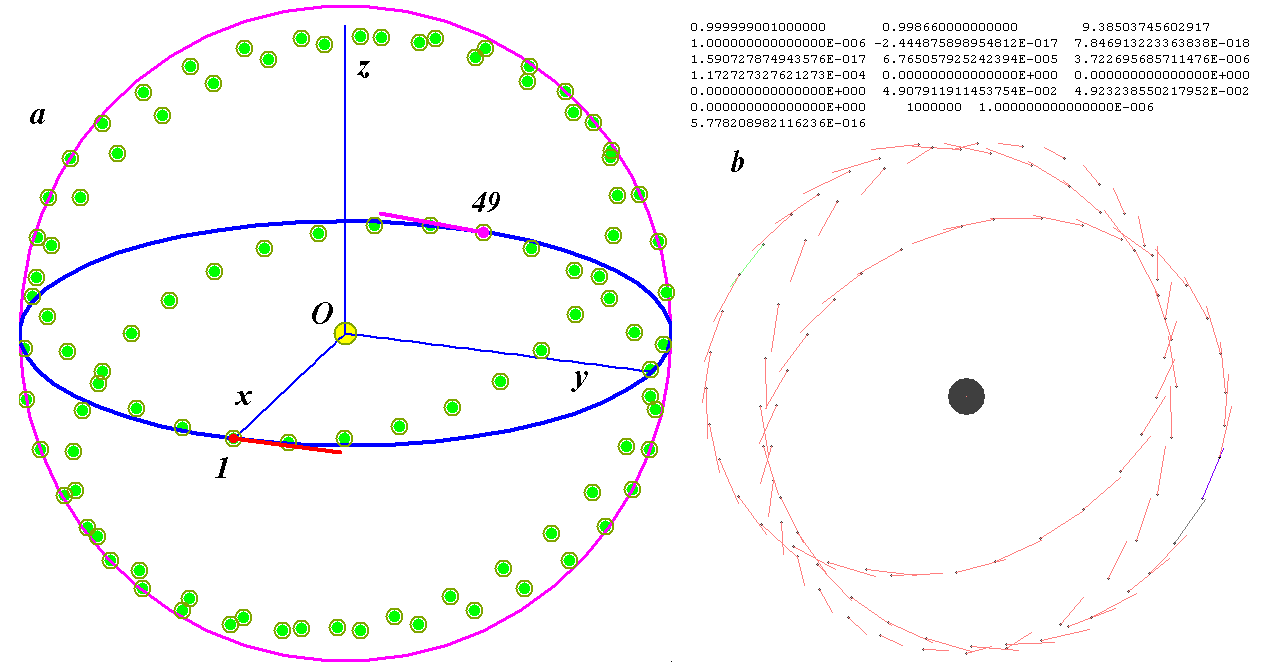 a
z
49
O
y
x
1
0.999999001000000 0.998660000000000 9.38503745602917
1.000000000000000E-006 -2.444875898954812E-017 7.846913223363838E-018
1.590727874943576E-017 6.765057925242394E-005 3.722695685711476E-006
1.172727327621273E-004 0.000000000000000E+000 0.000000000000000E+000
0.000000000000000E+000 4.907911911453754E-002 4.923238550217952E-002
0.000000000000000E+000 1000000 1.000000000000000E-006
5.778208982116236E-016
b